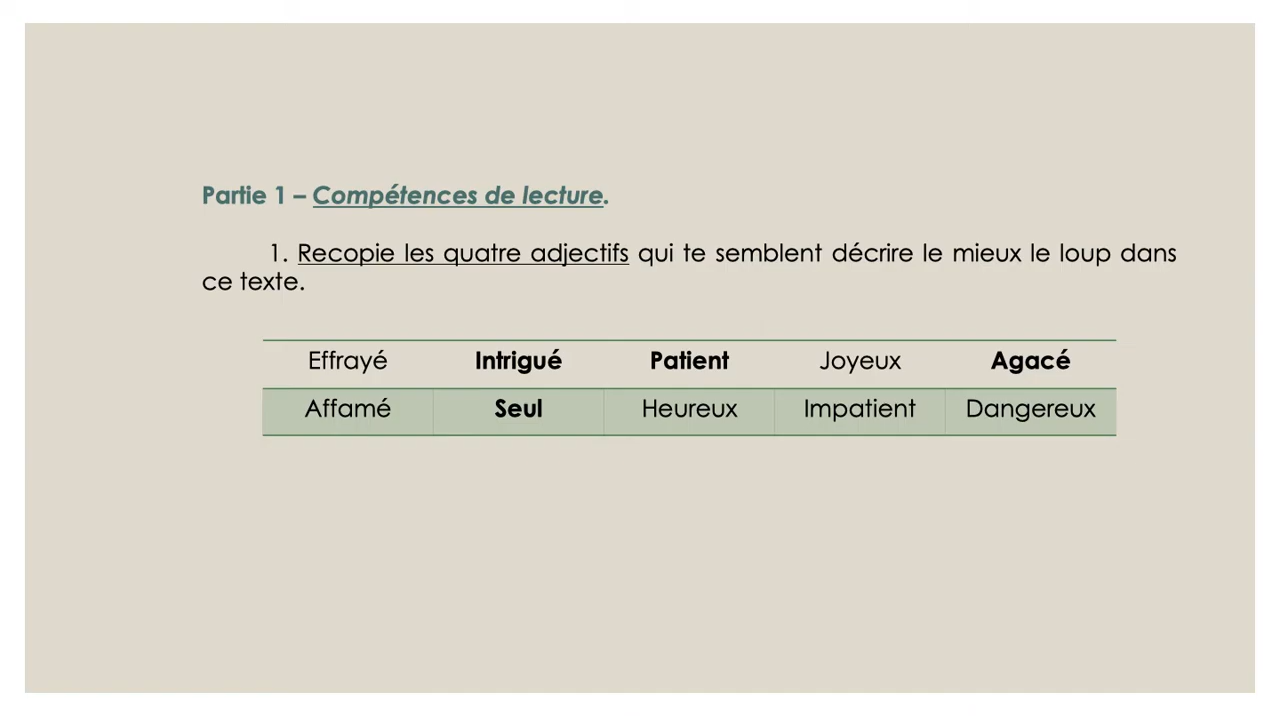 Partie 1 – Compétences de lecture.
1. Recopie les quatre adjectifs qui te semblent décrire le mieux le loup dans
ce texte.
Effrayé Intrigué Patient Joyeux Agacé
Affamé Seul Heureux Impatient Dangereux